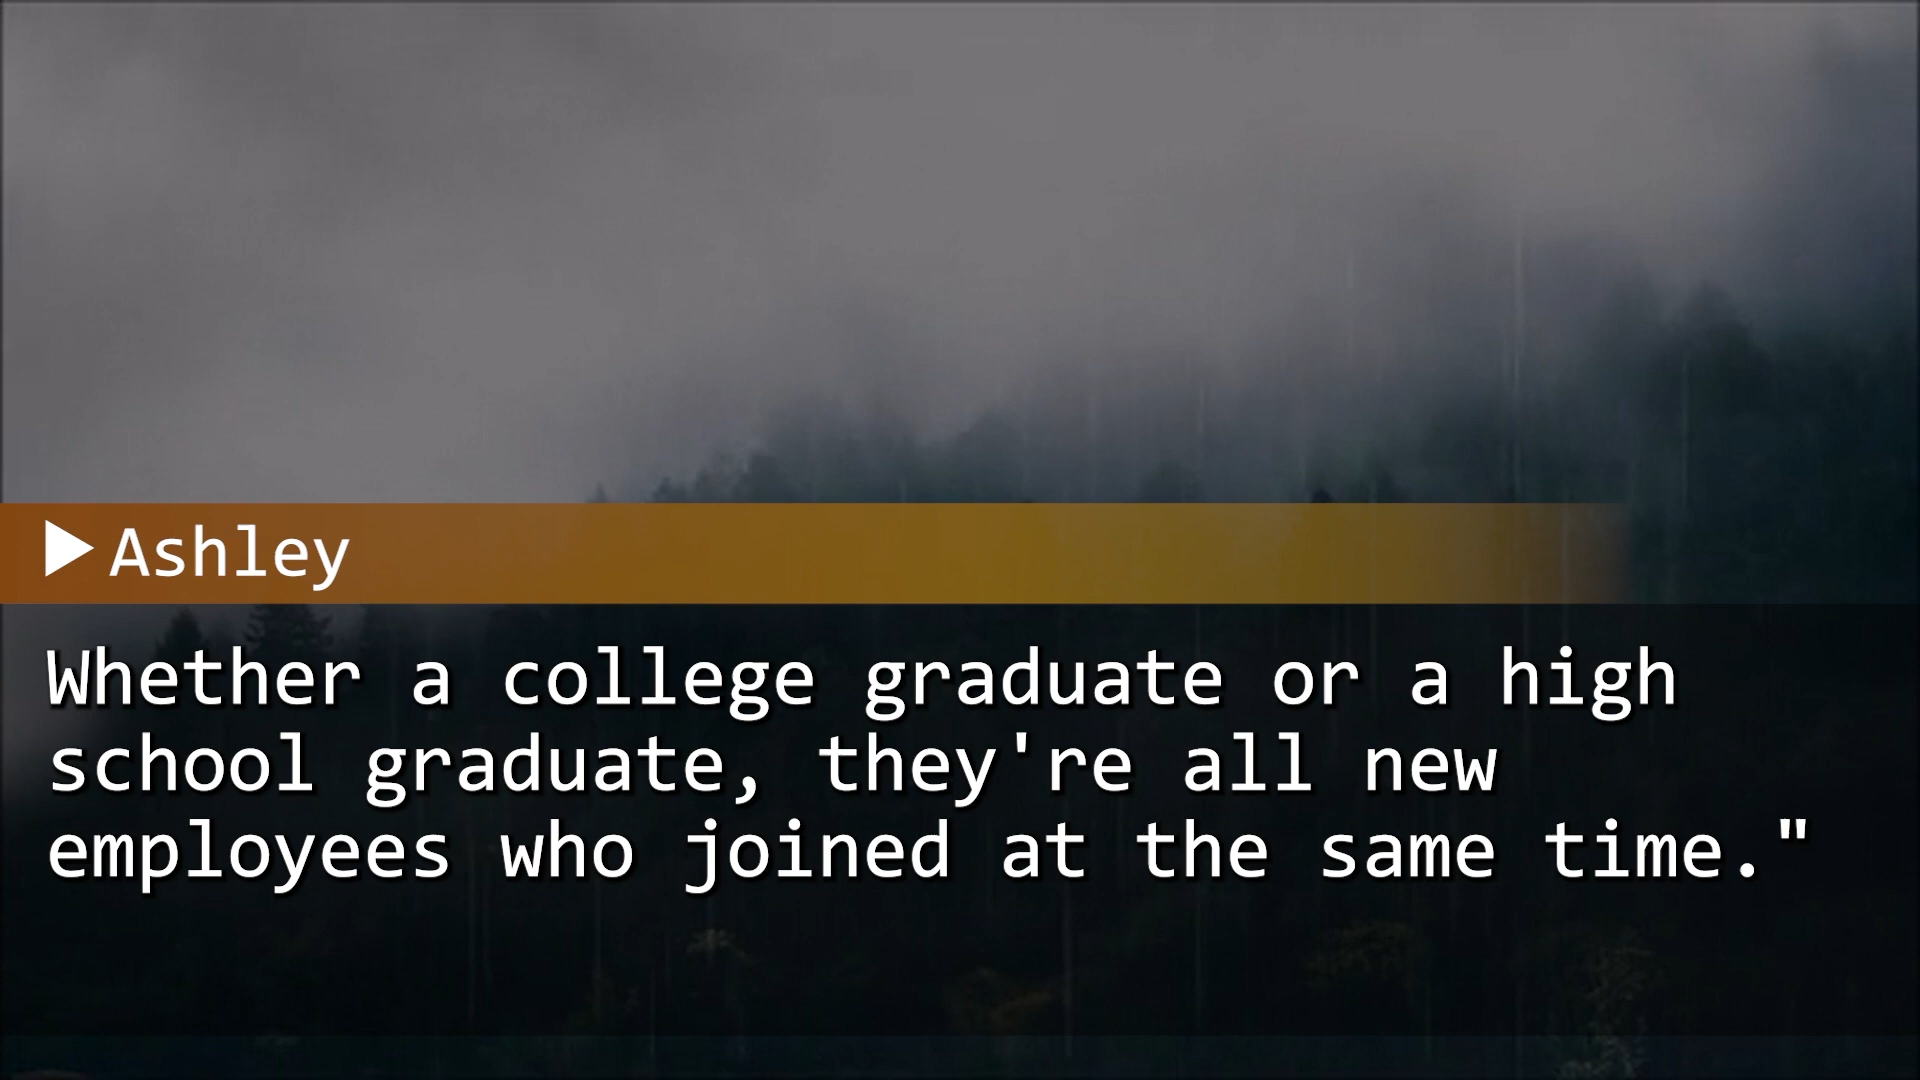 ▶Ashley
Whether a college graduate or a high
school graduate, they're all new
employees who joined at the same time."